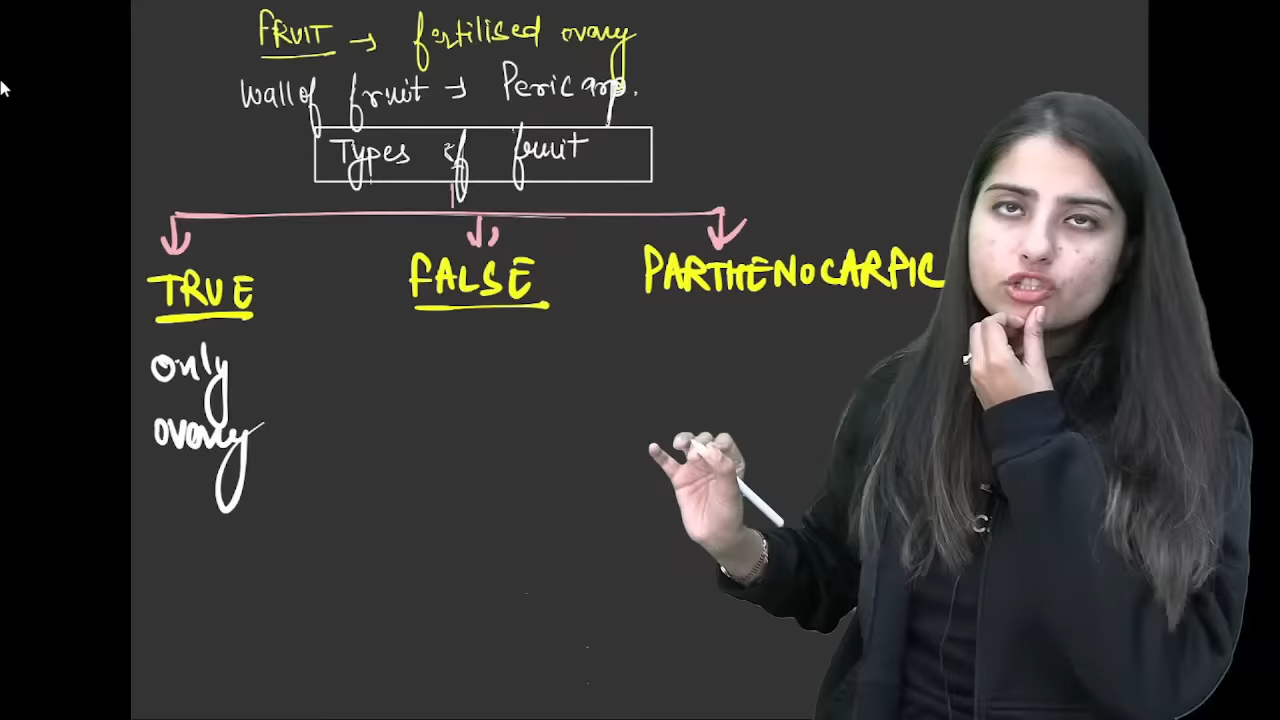 FRUIT → fertilised ovary
Wall of fruit → Pericarp.
Types of fruit
TRUE FALSE PARTHENOCARPIC
only
ovary